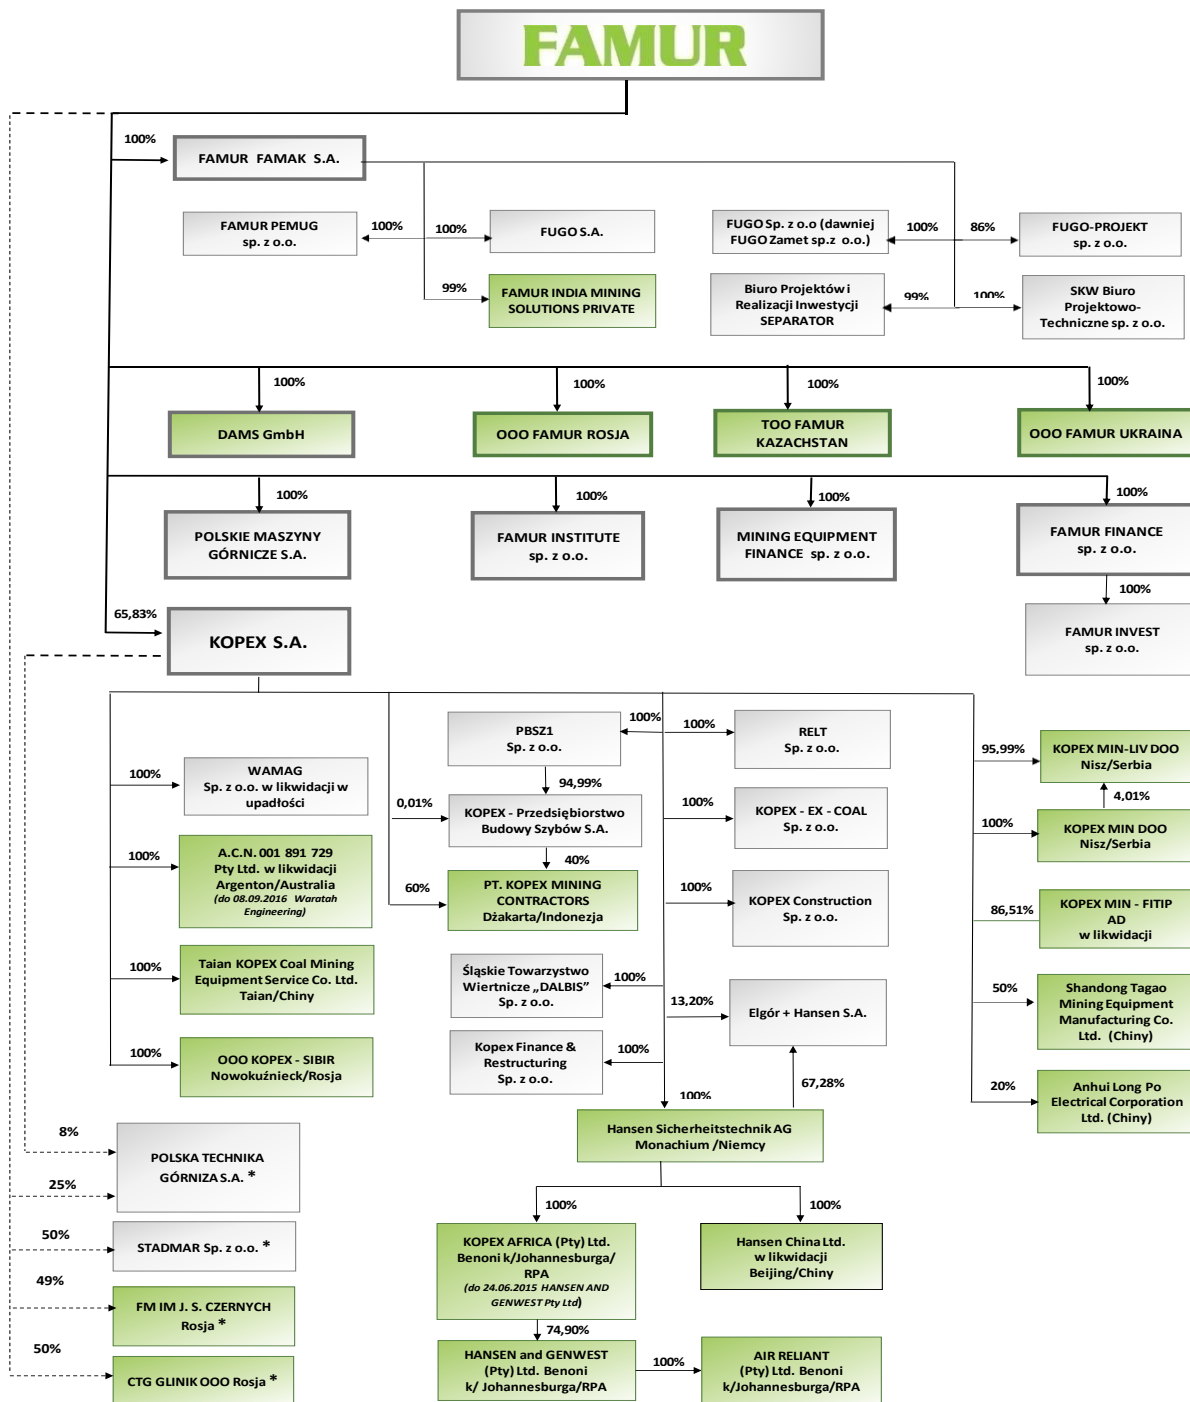 FAMUR
100%
FAMUR FAMAK S.A.
FAMUR PEMUG
sp. z o.o.
100%
100%
FUGO S.A.
FUGO Sp. z o.o (dawniej
FUGO Zamet sp.z o.o.)
100%
86%
FUGO-PROJEKT
sp. z o.o.
99%
FAMUR INDIA MINING
SOLUTIONS PRIVATE
Biuro Projektów i
Realizacji Inwestycji
SEPARATOR
99%
100%
SKW Biuro
Projektowo-
Techniczne sp. z o.o.
100%
100%
100%
100%
DAMS GmbH
OOO FAMUR ROSJA
TOO FAMUR
KAZACHSTAN
OOO FAMUR UKRAINA
100%
100%
100%
100%
POLSKIE MASZYNY
GÓRNICZE S.A.
FAMUR INSTITUTE
sp. z o.o.
MINING EQUIPMENT
FINANCE sp. z o.o.
FAMUR FINANCE
sp. z o.o.
100%
FAMUR INVEST
sp. z o.o.
65,83%
KOPEX S.A.
100%
WAMAG
Sp. z o.o. w likwidacji w
upadłości
100%
A.C.N. 001 891 729
Pty Ltd. w likwidacji
Argenton/Australia
(do 08.09.2016 Waratah
Engineering)
100%
Taian KOPEX Coal Mining
Equipment Service Co. Ltd.
Taian/Chiny
100%
OOO KOPEX - SIBIR
Nowokuźnieck/Rosja
PBSZ1
Sp. z o.o.
100%
100%
RELT
Sp. z o.o.
94,99%
0,01%
KOPEX - Przedsiębiorstwo
Budowy Szybów S.A.
100%
KOPEX - EX - COAL
Sp. z o.o.
40%
60%
PT. KOPEX MINING
CONTRACTORS
Dżakarta/Indonezja
100%
KOPEX Construction
Sp. z o.o.
Śląskie Towarzystwo
Wiertnicze „DALBIS”
Sp. z o.o.
100%
13,20%
Elgór + Hansen S.A.
Kopex Finance &
Restructuring
Sp. z o.o.
100%
67,28%
100%
Hansen Sicherheitstechnik AG
Monachium /Niemcy
95,99%
KOPEX MIN-LIV DOO
Nisz/Serbia
4,01%
100%
KOPEX MIN DOO
Nisz/Serbia
86,51%
KOPEX MIN - FITIP
AD
w likwidacji
50%
Shandong Tagao
Mining Equipment
Manufacturing Co.
Ltd. (Chiny)
20%
Anhui Long Po
Electrical Corporation
Ltd. (Chiny)
8%
25%
POLSKA TECHNIKA
GÓRNIZA S.A. *
50%
STADMAR Sp. z o.o. *
49%
FM IM J. S. CZERNYCH
Rosja *
50%
CTG GLINIK OOO Rosja *
100%
100%
KOPEX AFRICA (Pty) Ltd.
Benoni k/Johannesburga/
RPA
(do 24.06.2015 HANSEN AND
GENWEST Pty Ltd)
Hansen China Ltd.
w likwidacji
Beijing/Chiny
74,90%
HANSEN and GENWEST
(Pty) Ltd. Benoni
k/ Johannesburga/RPA
100%
AIR RELIANT
(Pty) Ltd. Benoni
k/Johannesburga/RPA